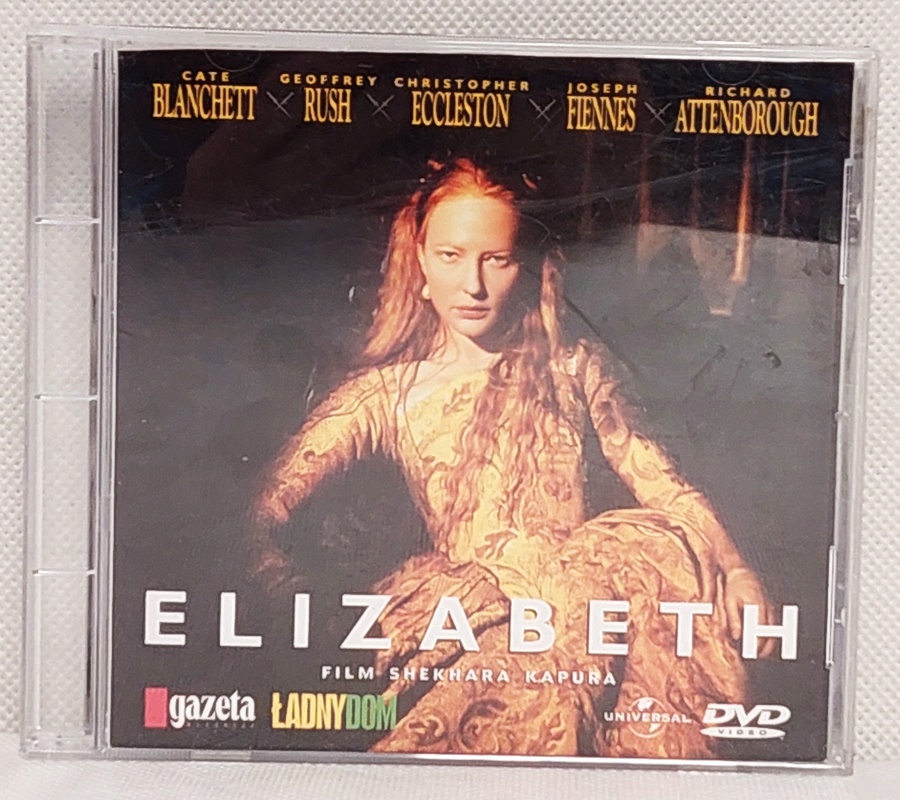 CATE BLANCHETT
GEOFFREY RUSH
CHRISTOPHER ECCLESTON
JOSEPH FIENNES
RICHARD ATTENBOROUGH
ELIZABETH
FILM SHEKHARA KAPURA
gazeta ŁADNYDOM UNIVERSAL DVD
VIDEO